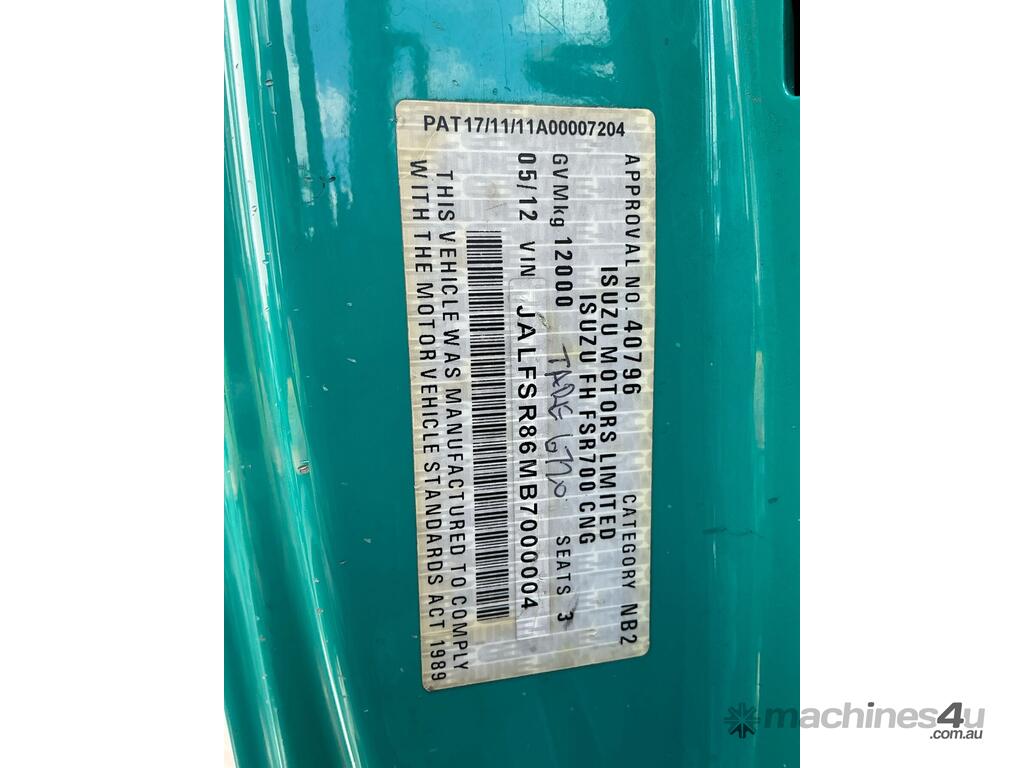 PAT17/11/11A00007204
APPROVAL NO. 40796 CATEGORY NB2
ISUZU MOTORS LIMITED
ISUZU FH FSR700 CNG
GVMkg 12000 TARE 6720 SEATS 3
05/12 VIN JALFSR86MB7000004
THIS VEHICLE WAS MANUFACTURED TO COMPLY
WITH THE MOTOR VEHICLE STANDARDS ACT 1989
machines4u
.com.au